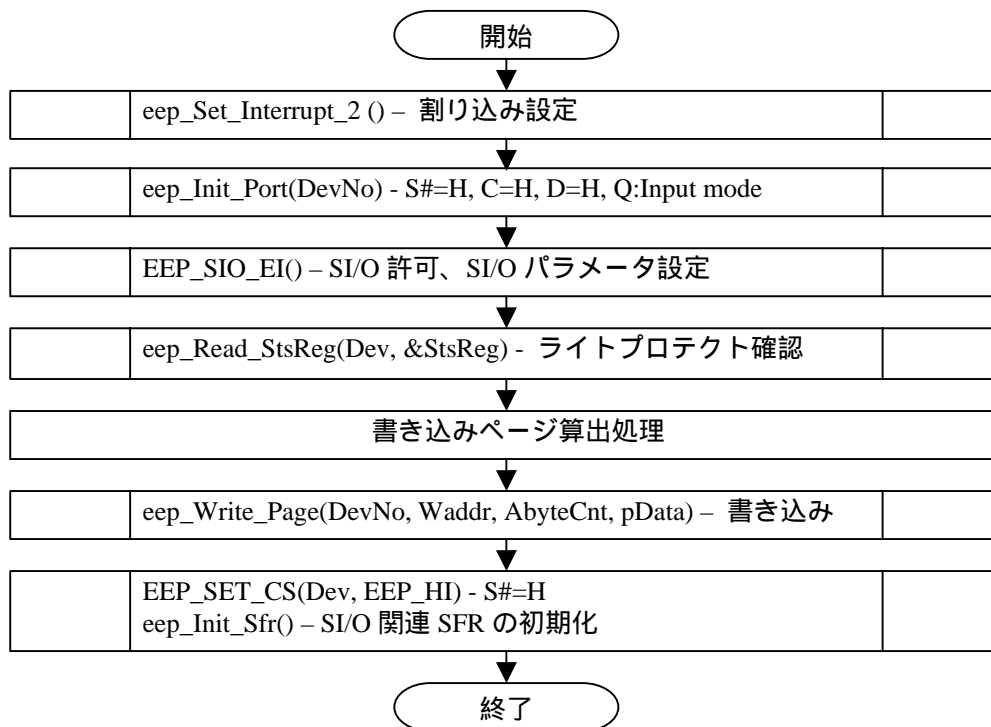 開始
eep_Set_Interrupt_2 () – 割り込み設定
eep_Init_Port(DevNo) - S#=H, C=H, D=H, Q:Input mode
EEP_SIO_EI() – SI/O 許可、SI/O パラメータ設定
eep_Read_StsReg(Dev, &StsReg) - ライトプロテクト確認
書き込みページ算出処理
eep_Write_Page(DevNo, Waddr, AbyteCnt, pData) – 書き込み
EEP_SET_CS(Dev, EEP_HI) - S#=H
eep_Init_Sfr() – SI/O 関連 SFR の初期化
終了